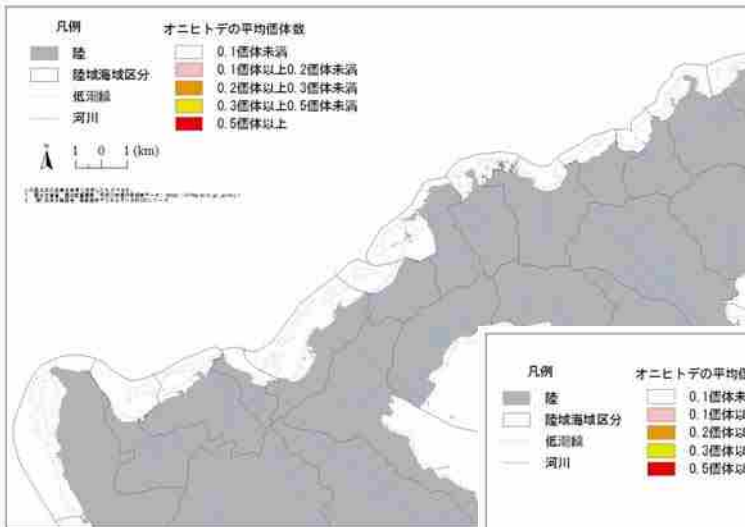 凡例
陸
陸域海域区分
低潮線
河川
オニヒトデの平均個体数
0.1個体未満
0.1個体以上0.2個体未満
0.2個体以上0.3個体未満
0.3個体以上0.5個体未満
0.5個体以上
N
1 0 1 (km)
凡例
陸
陸域海域区分
低潮線
河川
オニヒトデの平均個
0.1個体未
0.1個体以
0.2個体以
0.3個体以
0.5個体以